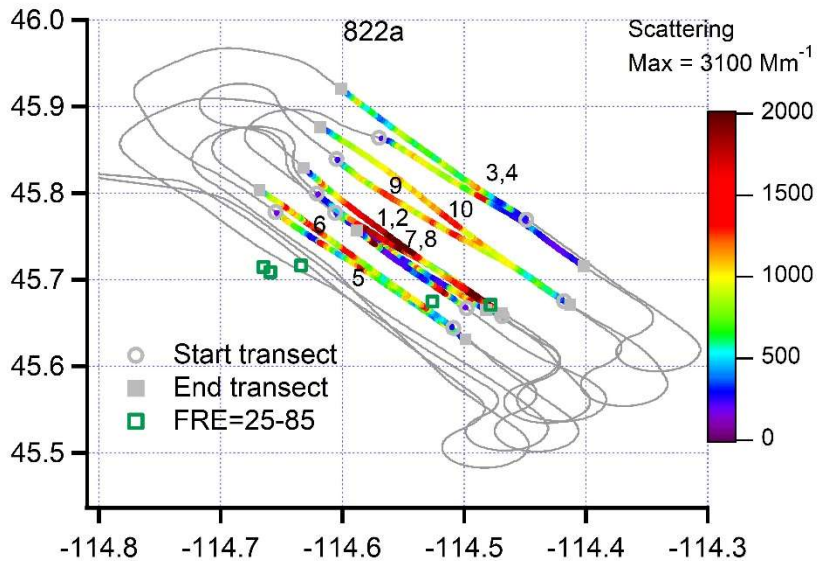 822a
Scattering
Max = 3100 Mm-1
46.0
45.9
45.8
45.7
45.6
45.5
3,4
9
1,2
10
6
7,8
5
Start transect
End transect
FRE=25-85
2000
1500
1000
500
0
-114.8 -114.7 -114.6 -114.5 -114.4 -114.3